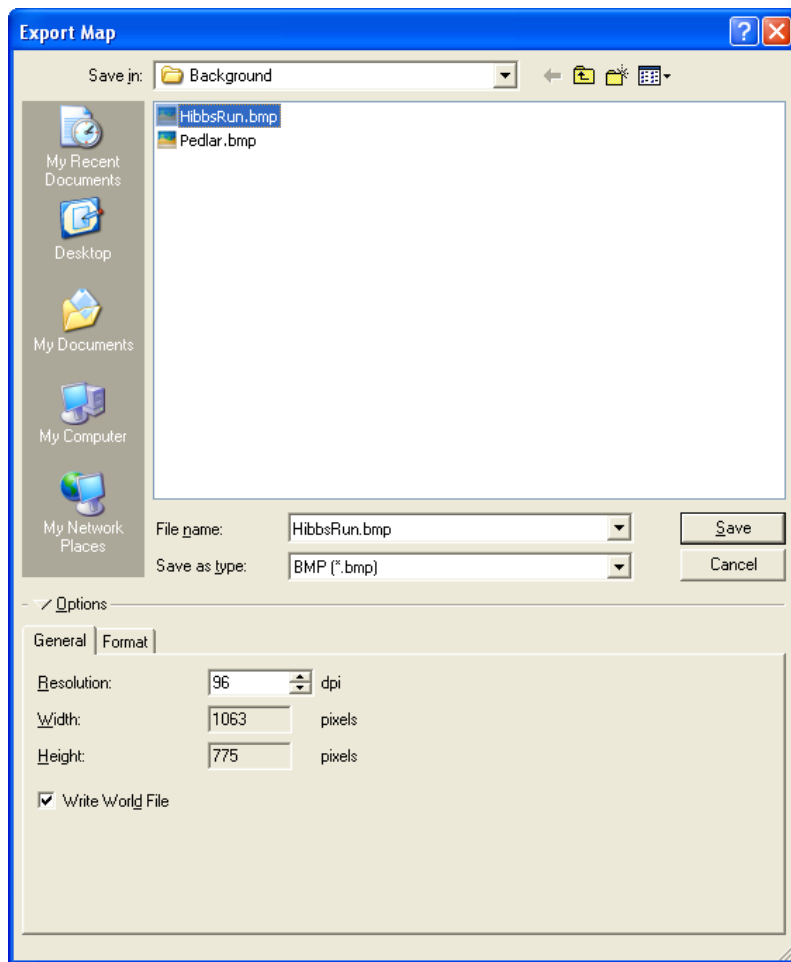 Export Map
Save in:
Background
My Recent
Documents
Desktop
My Documents
My Computer
My Network
Places
HibbsRun.bmp
Pedlar.bmp
File name:
HibbsRun.bmp
Save
Save as type:
BMP (*.bmp)
Cancel
Options
General
Format
Resolution:
96
dpi
Width:
1063
pixels
Height:
775
pixels
Write World File